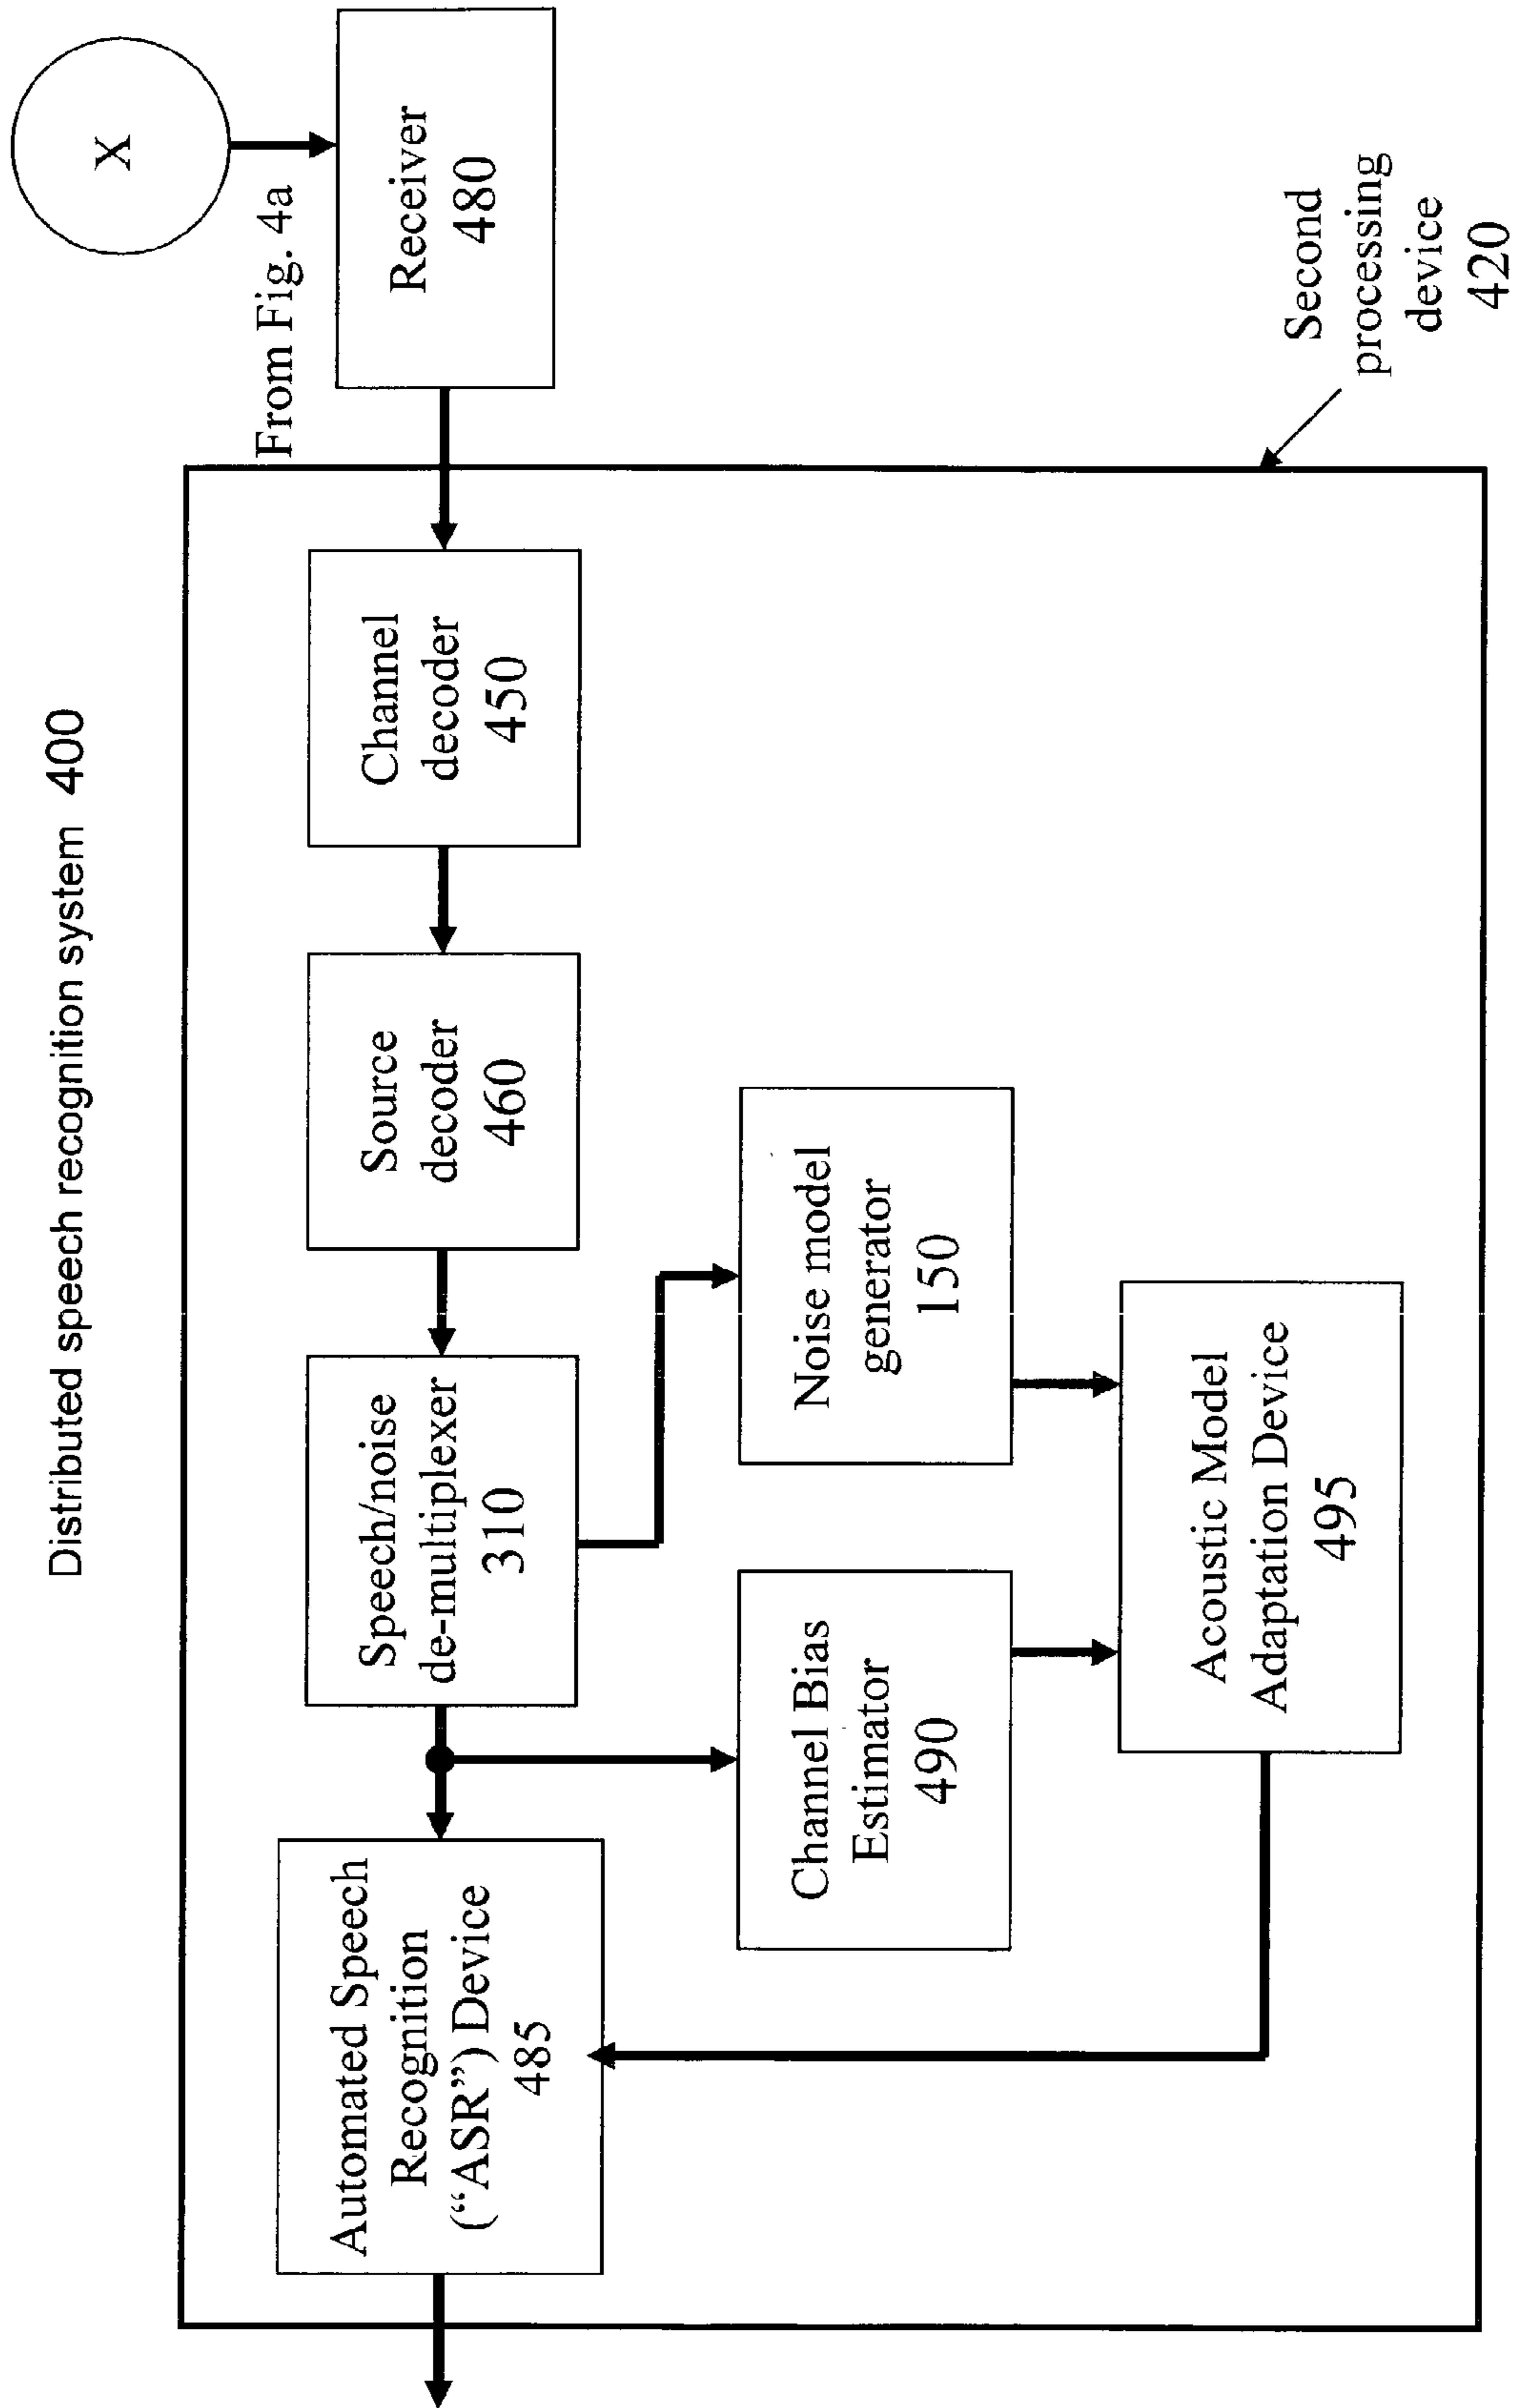 Distributed speech recognition system 400
X
From Fig. 4a
Receiver
480
Channel
decoder
450
Source
decoder
460
Speech/noise
de-multiplexer
310
Automated Speech
Recognition
(“ASR”) Device
485
Noise model
generator
150
Channel Bias
Estimator
490
Acoustic Model
Adaptation Device
495
Second
processing
device
420